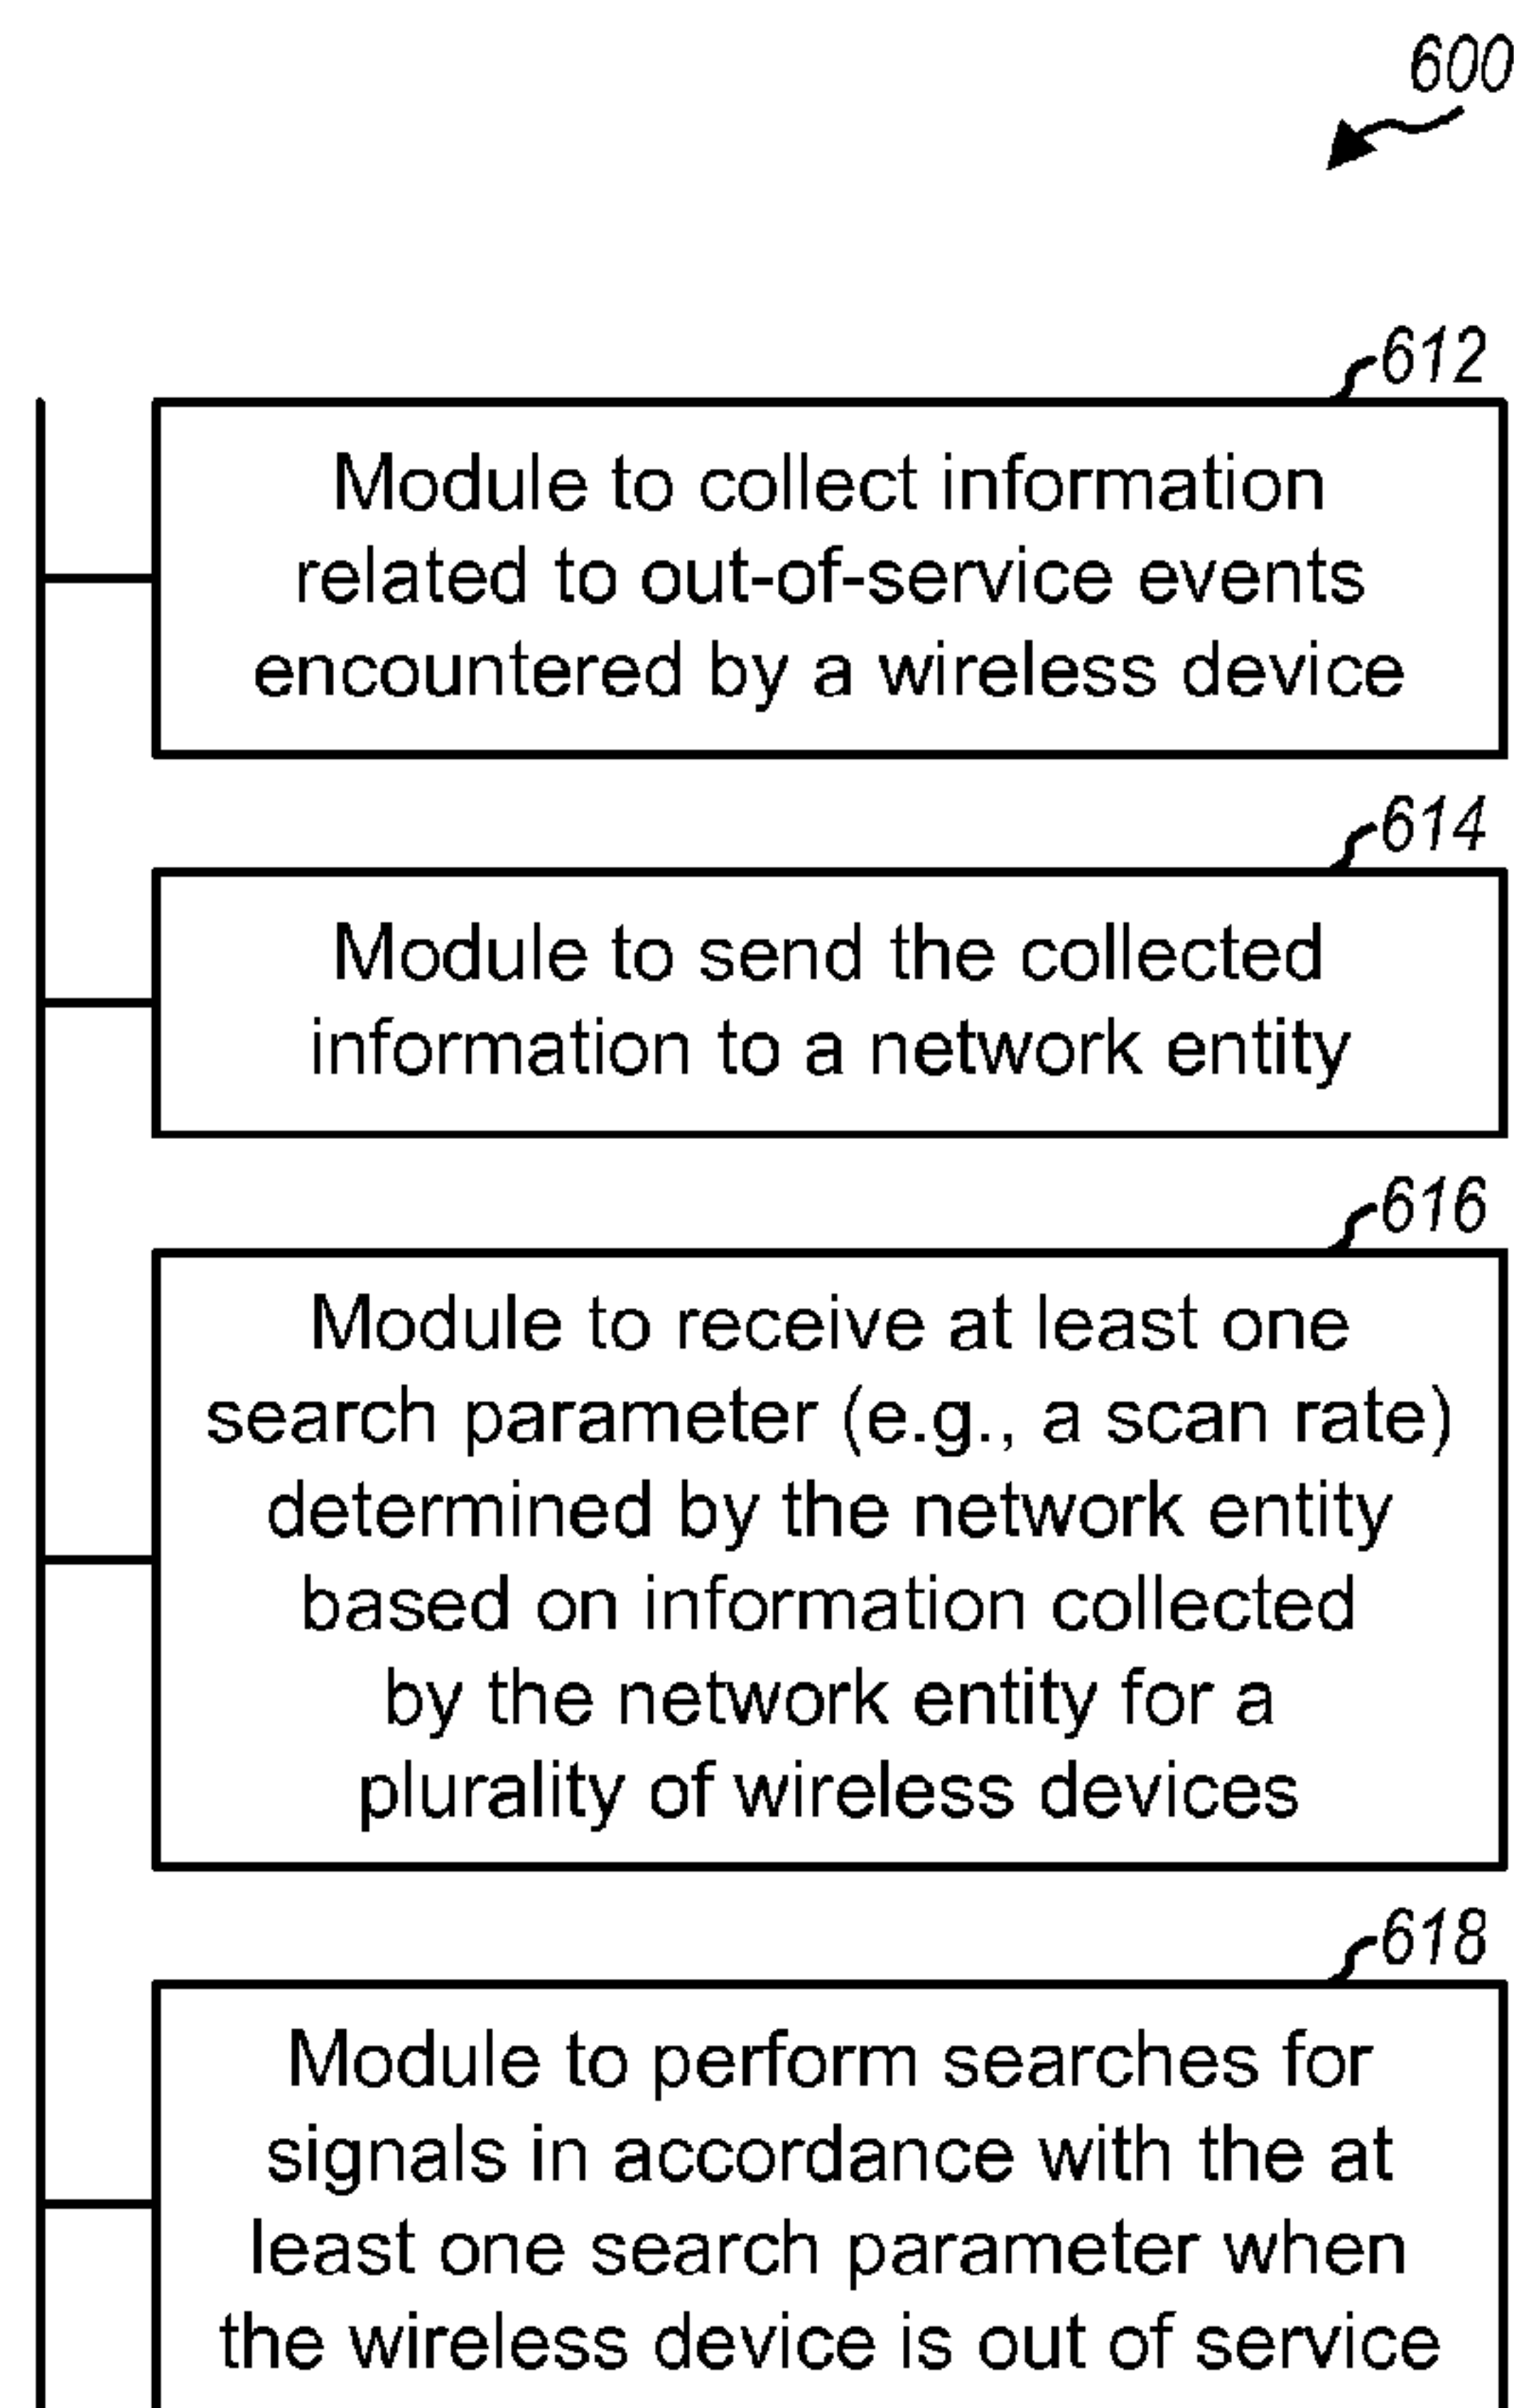 600
612
Module to collect information
related to out-of-service events
encountered by a wireless device
614
Module to send the collected
information to a network entity
616
Module to receive at least one
search parameter (e.g., a scan rate)
determined by the network entity
based on information collected
by the network entity for a
plurality of wireless devices
618
Module to perform searches for
signals in accordance with the at
least one search parameter when
the wireless device is out of service